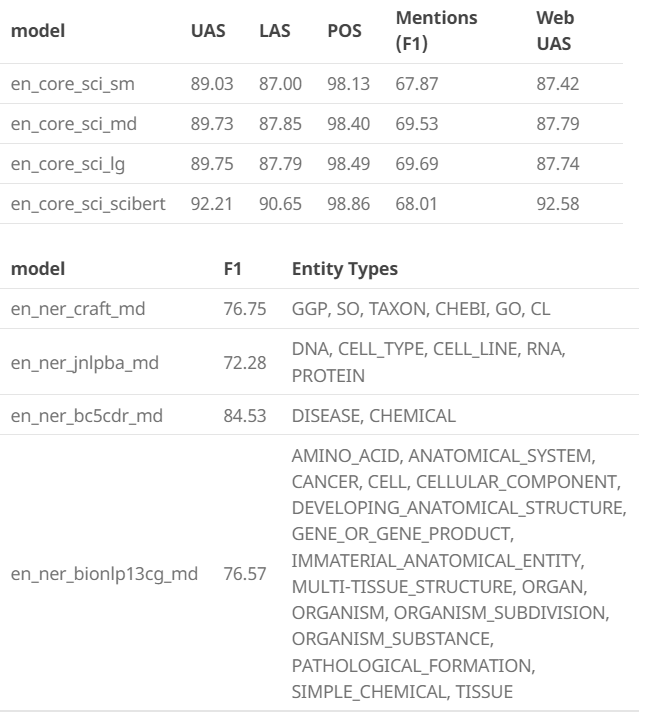 model UAS LAS POS Mentions (F1) Web UAS
en_core_sci_sm 89.03 87.00 98.13 67.87 87.42
en_core_sci_md 89.73 87.85 98.40 69.53 87.79
en_core_sci_lg 89.75 87.79 98.49 69.69 87.74
en_core_sci_scibert 92.21 90.65 98.86 68.01 92.58
model F1 Entity Types
en_ner_craft_md 76.75 GGP, SO, TAXON, CHEBI, GO, CL
en_ner_jnlpba_md 72.28 DNA, CELL_TYPE, CELL_LINE, RNA,
PROTEIN
en_ner_bc5cdr_md 84.53 DISEASE, CHEMICAL
en_ner_bionlp13cg_md 76.57 AMINO_ACID, ANATOMICAL_SYSTEM,
CANCER, CELL, CELLULAR_COMPONENT,
DEVELOPING_ANATOMICAL_STRUCTURE,
GENE_OR_GENE_PRODUCT,
IMMATERIAL_ANATOMICAL_ENTITY,
MULTI-TISSUE_STRUCTURE, ORGAN,
ORGANISM, ORGANISM_SUBDIVISION,
ORGANISM_SUBSTANCE,
PATHOLOGICAL_FORMATION,
SIMPLE_CHEMICAL, TISSUE